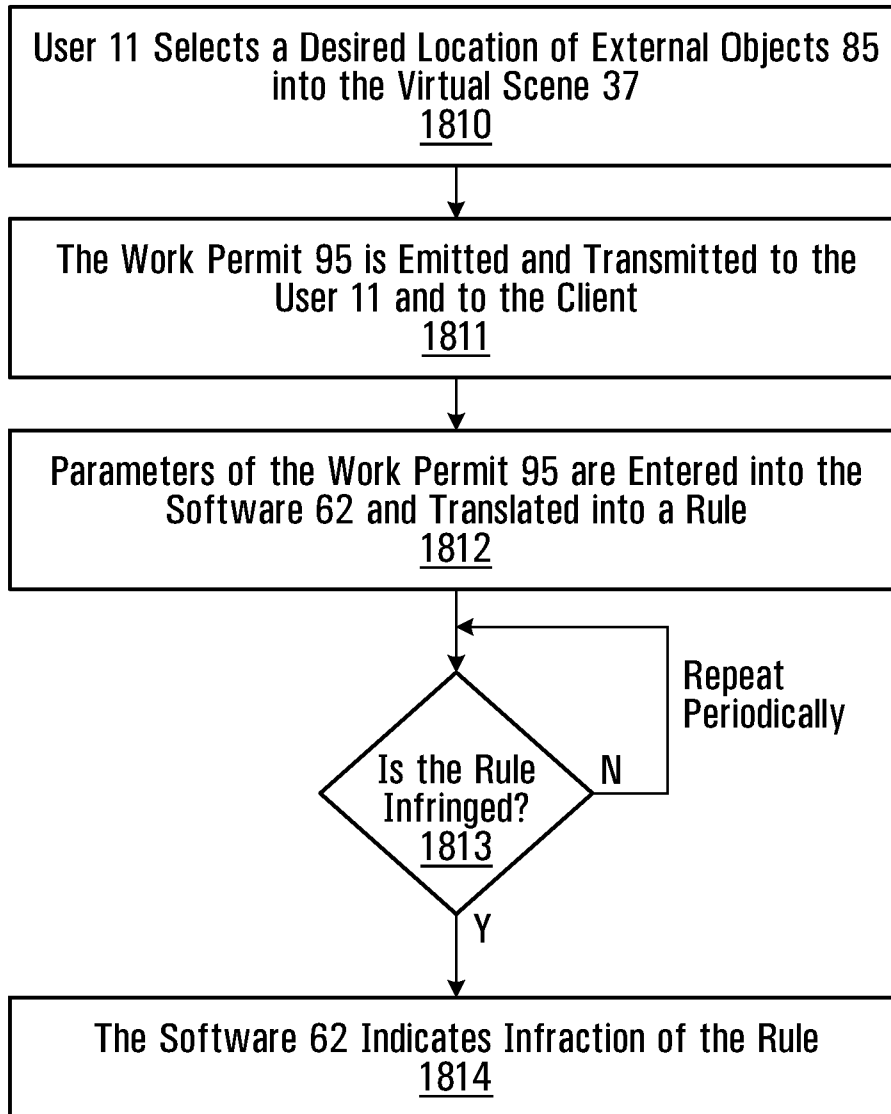 User 11 Selects a Desired Location of External Objects 85
into the Virtual Scene 37
1810
The Work Permit 95 is Emitted and Transmitted to the
User 11 and to the Client
1811
Parameters of the Work Permit 95 are Entered into the
Software 62 and Translated into a Rule
1812
Repeat
Periodically
Is the Rule
Infringed?
1813
N
Y
The Software 62 Indicates Infraction of the Rule
1814